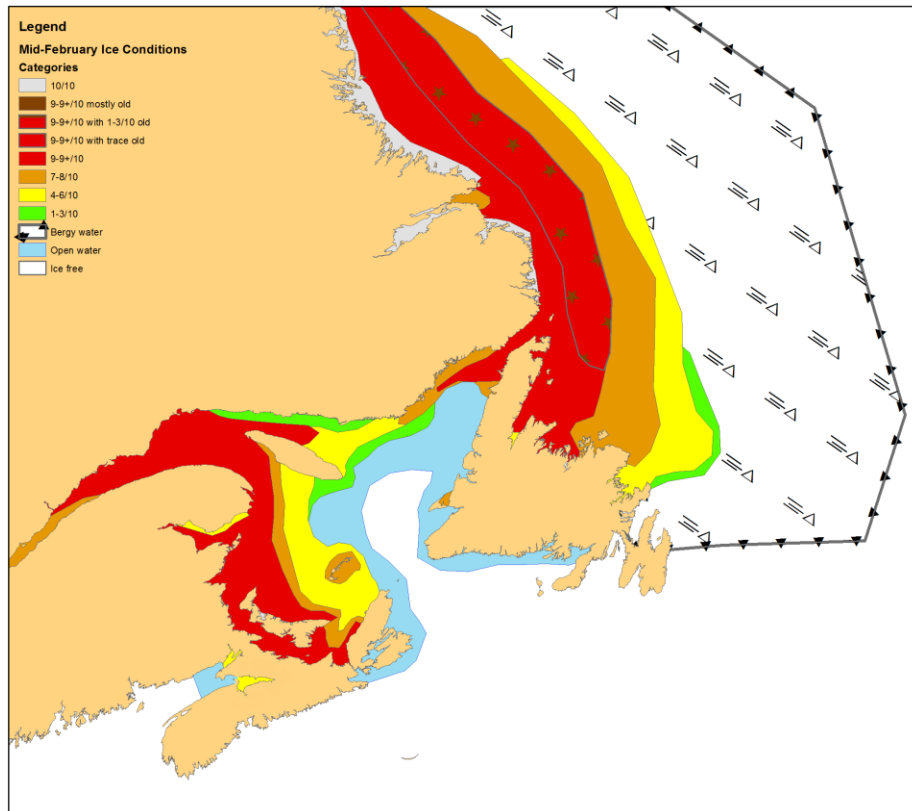 Legend
Mid-February Ice Conditions
Categories
10/10
9-9+/10 mostly old
9-9+/10 with 1-3/10 old
9-9+/10 with trace old
9-9+/10
7-8/10
4-6/10
1-3/10
Bergy water
Open water
Ice free